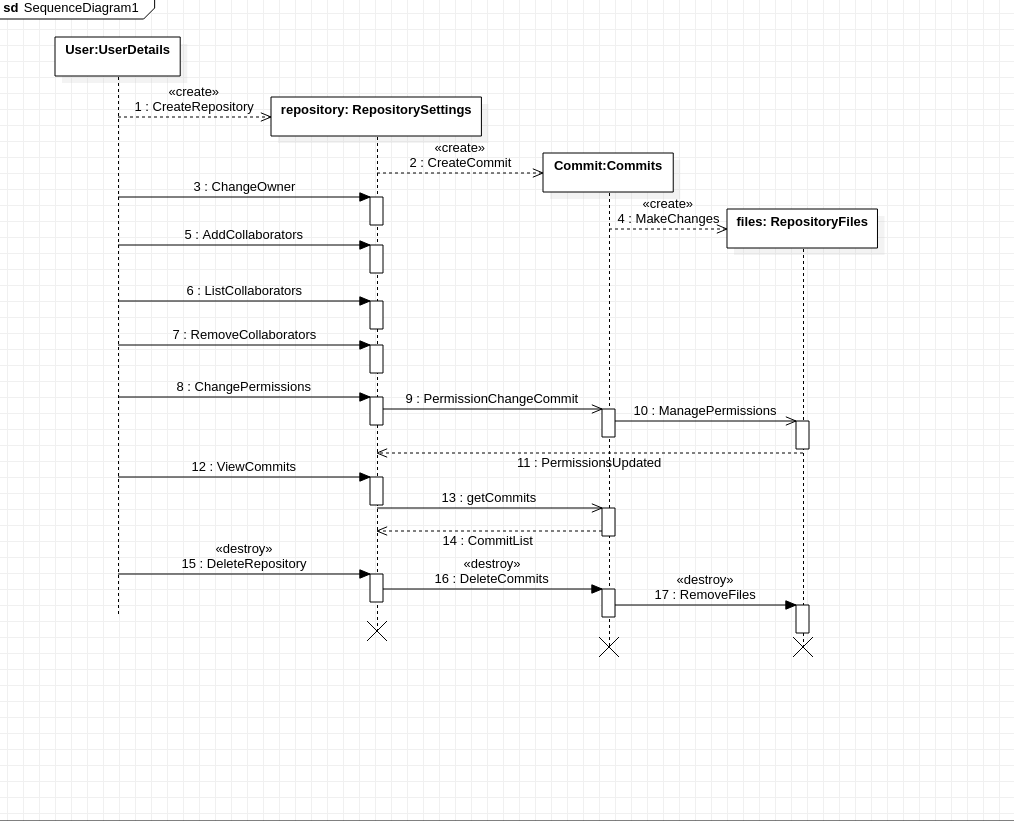 sd SequenceDiagram1
User:UserDetails
«create»
1 : CreateRepository
repository: RepositorySettings
«create»
2 : CreateCommit
Commit:Commits
3 : ChangeOwner
«create»
4 : MakeChanges
files: RepositoryFiles
5 : AddCollaborators
6 : ListCollaborators
7 : RemoveCollaborators
8 : ChangePermissions
9 : PermissionChangeCommit
10 : ManagePermissions
11 : PermissionsUpdated
12 : ViewCommits
13 : getCommits
14 : CommitList
«destroy»
15 : DeleteRepository
«destroy»
16 : DeleteCommits
«destroy»
17 : RemoveFiles